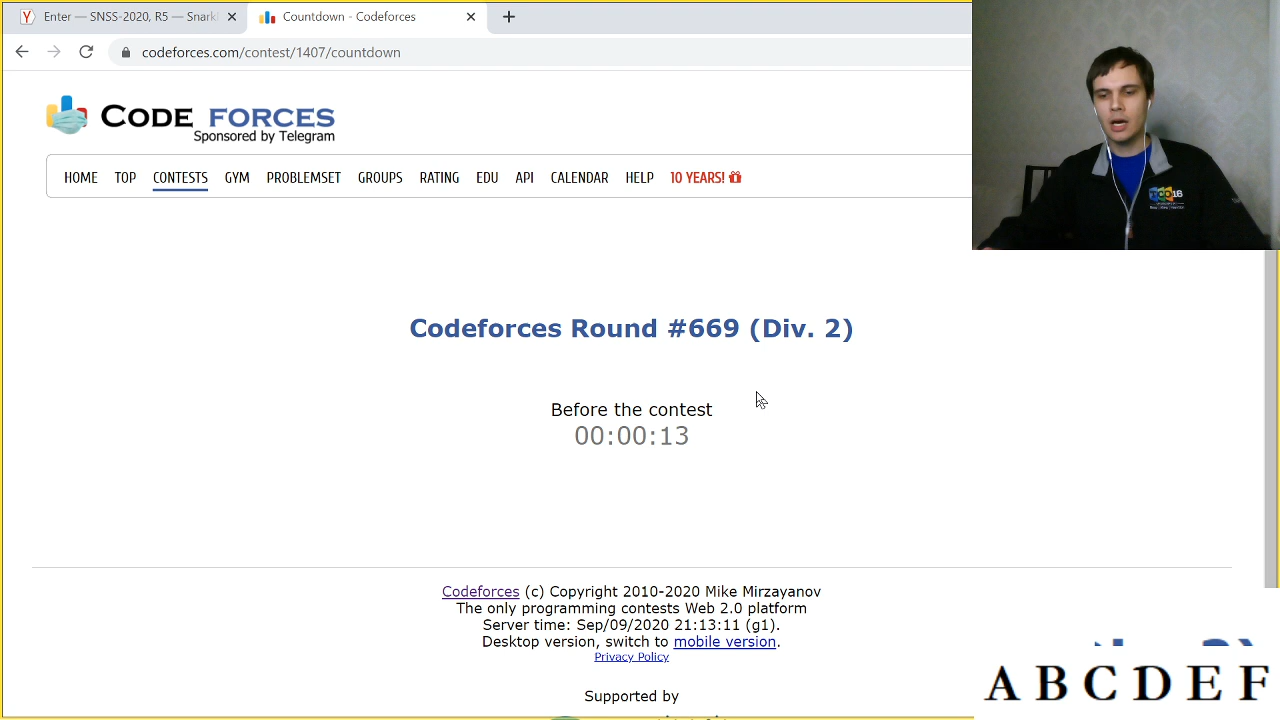 Enter — SNSS-2020, R5 — Snark
Countdown - Codeforces
codeforces.com/contest/1407/countdown
CODE FORCES
Sponsored by Telegram
HOME TOP CONTESTS GYM PROBLEMSET GROUPS RATING EDU API CALENDAR HELP 10 YEARS!
Codeforces Round #669 (Div. 2)
Before the contest
00:00:13
Codeforces (c) Copyright 2010-2020 Mike Mirzayanov
The only programming contests Web 2.0 platform
Server time: Sep/09/2020 21:13:11 (g1).
Desktop version, switch to mobile version.
Privacy Policy
Supported by
A B C D E F